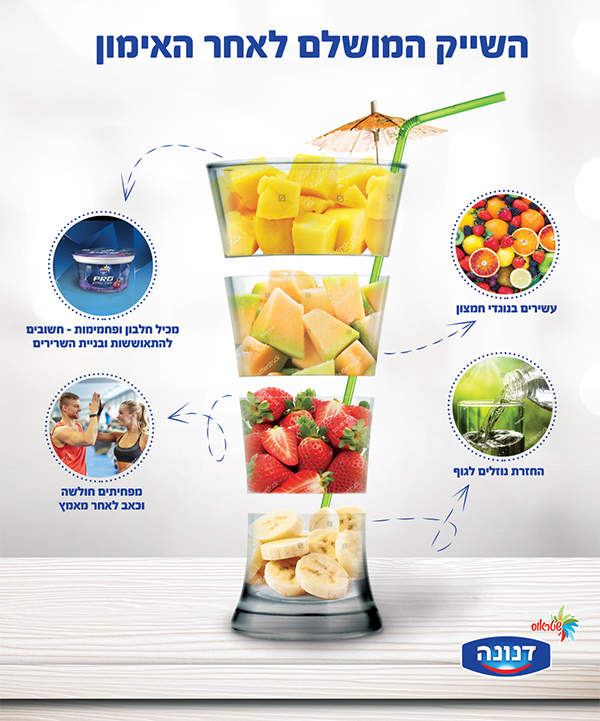 השייק המושלם לאחר האימון
עשירים בנוגדי חמצון
PRO
מכיל חלבון ופחמימות - חשובים
להתאוששות ובניית השרירים
החזרת נוזלים לגוף
מפחיתים חולשה
וכאב לאחר מאמץ
שטראוס
דנונה